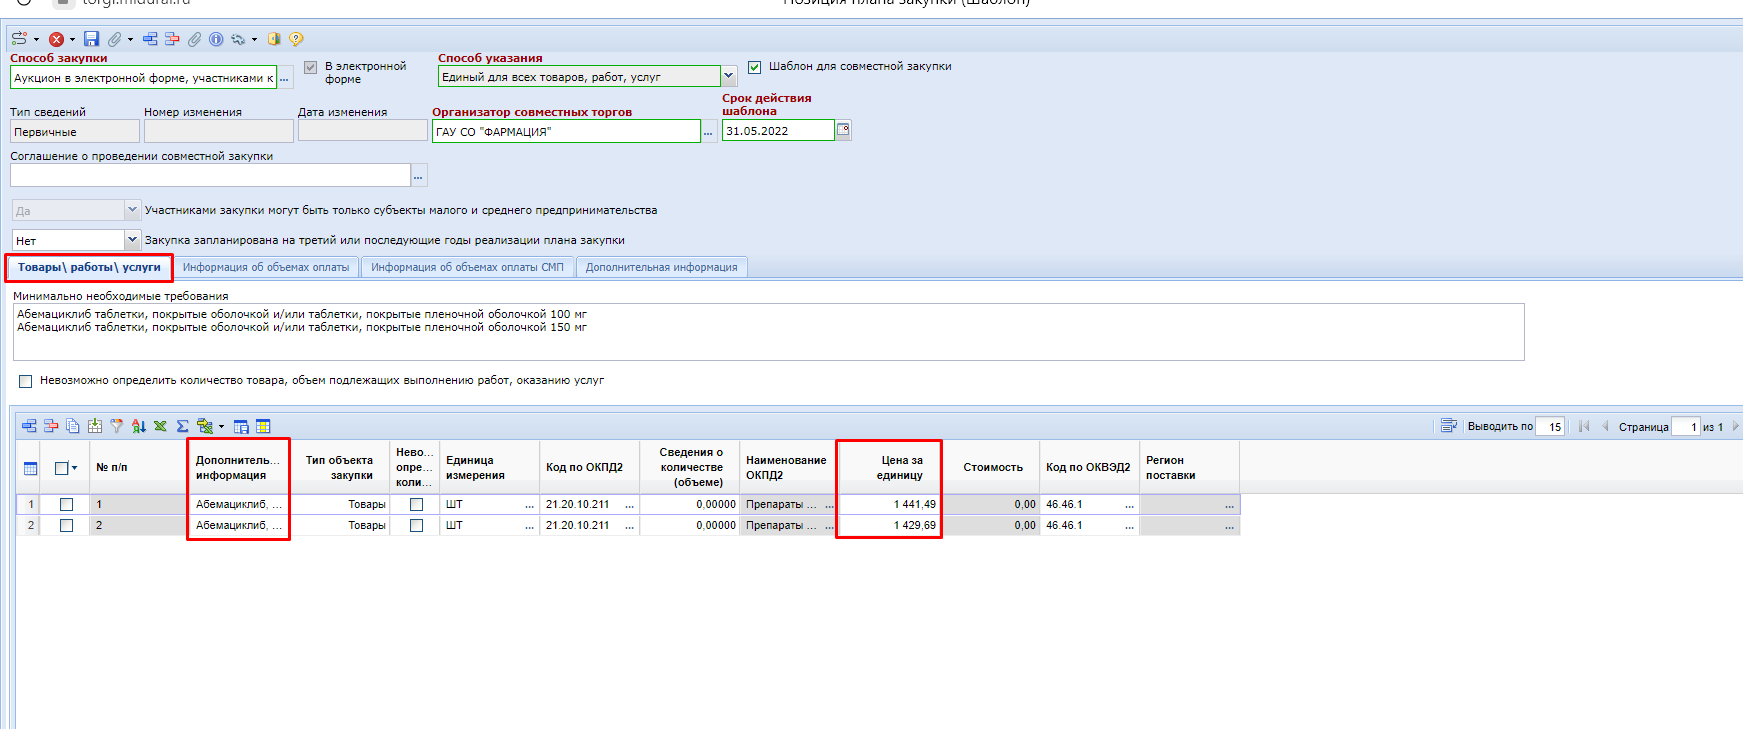 torgi.midural.ru
Позиция плана закупки (Шаблон)
Способ закупки
Аукцион в электронной форме, участниками к ...
В электронной
форме
Способ указания
Единый для всех товаров, работ, услуг
Шаблон для совместной закупки
Тип сведений
Первичные
Номер изменения
Дата изменения
Организатор совместных торгов
ГАУ СО "ФАРМАЦИЯ" ...
Срок действия
шаблона
31.05.2022
Соглашение о проведении совместной закупки
...
Да
Участниками закупки могут быть только субъекты малого и среднего предпринимательства
Нет
Закупка запланирована на третий или последующие годы реализации плана закупки
Товары\ работы\ услуги
Информация об объемах оплаты
Информация об объемах оплаты СМП
Дополнительная информация
Минимально необходимые требования
Абемациклиб таблетки, покрытые оболочкой и/или таблетки, покрытые пленочной оболочкой 100 мг
Абемациклиб таблетки, покрытые оболочкой и/или таблетки, покрытые пленочной оболочкой 150 мг
Невозможно определить количество товара, объем подлежащих выполнению работ, оказанию услуг
Выводить по 15
Страница 1 из 1
№ п/п
Дополнитель...
информация
Тип объекта
закупки
Нево...
опре...
коли...
Единица
измерения
Код по ОКПД2
Сведения о
количестве
(объеме)
Наименование
ОКПД2
Цена за
единицу
Стоимость
Код по ОКВЭД2
Регион
поставки
1 1 Абемациклиб, ... Товары ШТ ... 21.20.10.211 ... 0,00000 Препараты ... ... 1 441,49 0,00 46.46.1 ... ...
2 2 Абемациклиб, ... Товары ШТ ... 21.20.10.211 ... 0,00000 Препараты ... ... 1 429,69 0,00 46.46.1 ... ...